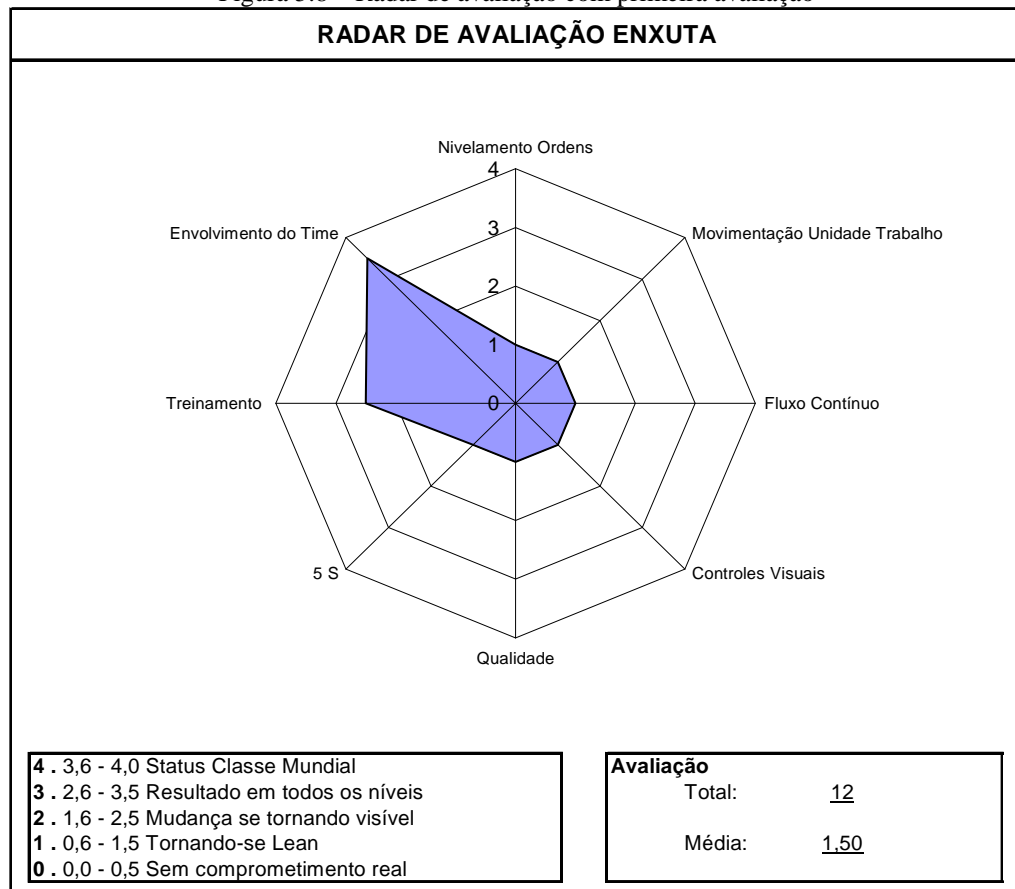 RADAR DE AVALIAÇÃO ENXUTA
Nivelamento Ordens
4
Envolvimento do Time
Movimentação Unidade Trabalho
3
2
1
Treinamento
0
Fluxo Contínuo
5 S
Controles Visuais
Qualidade
4 . 3,6 - 4,0 Status Classe Mundial
3 . 2,6 - 3,5 Resultado em todos os níveis
2 . 1,6 - 2,5 Mudança se tornando visível
1 . 0,6 - 1,5 Tornando-se Lean
0 . 0,0 - 0,5 Sem comprometimento real
Avaliação
Total: 12
Média: 1,50